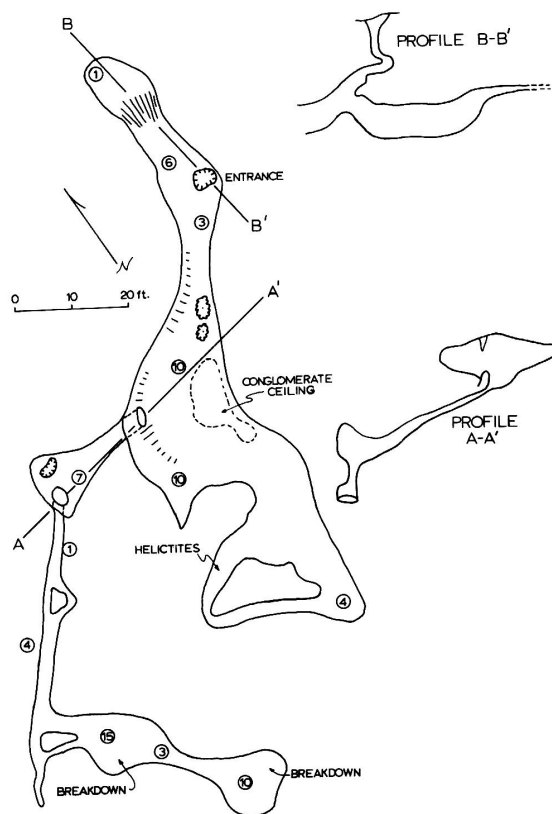 B
PROFILE B-B'
1
6
ENTRANCE
3
B'
N
0 10 20 ft.
A'
10
CONGLOMERATE
CEILING
PROFILE
A-A'
7
10
A
1
HELICTITES
4
4
15
3
BREAKDOWN
10
BREAKDOWN